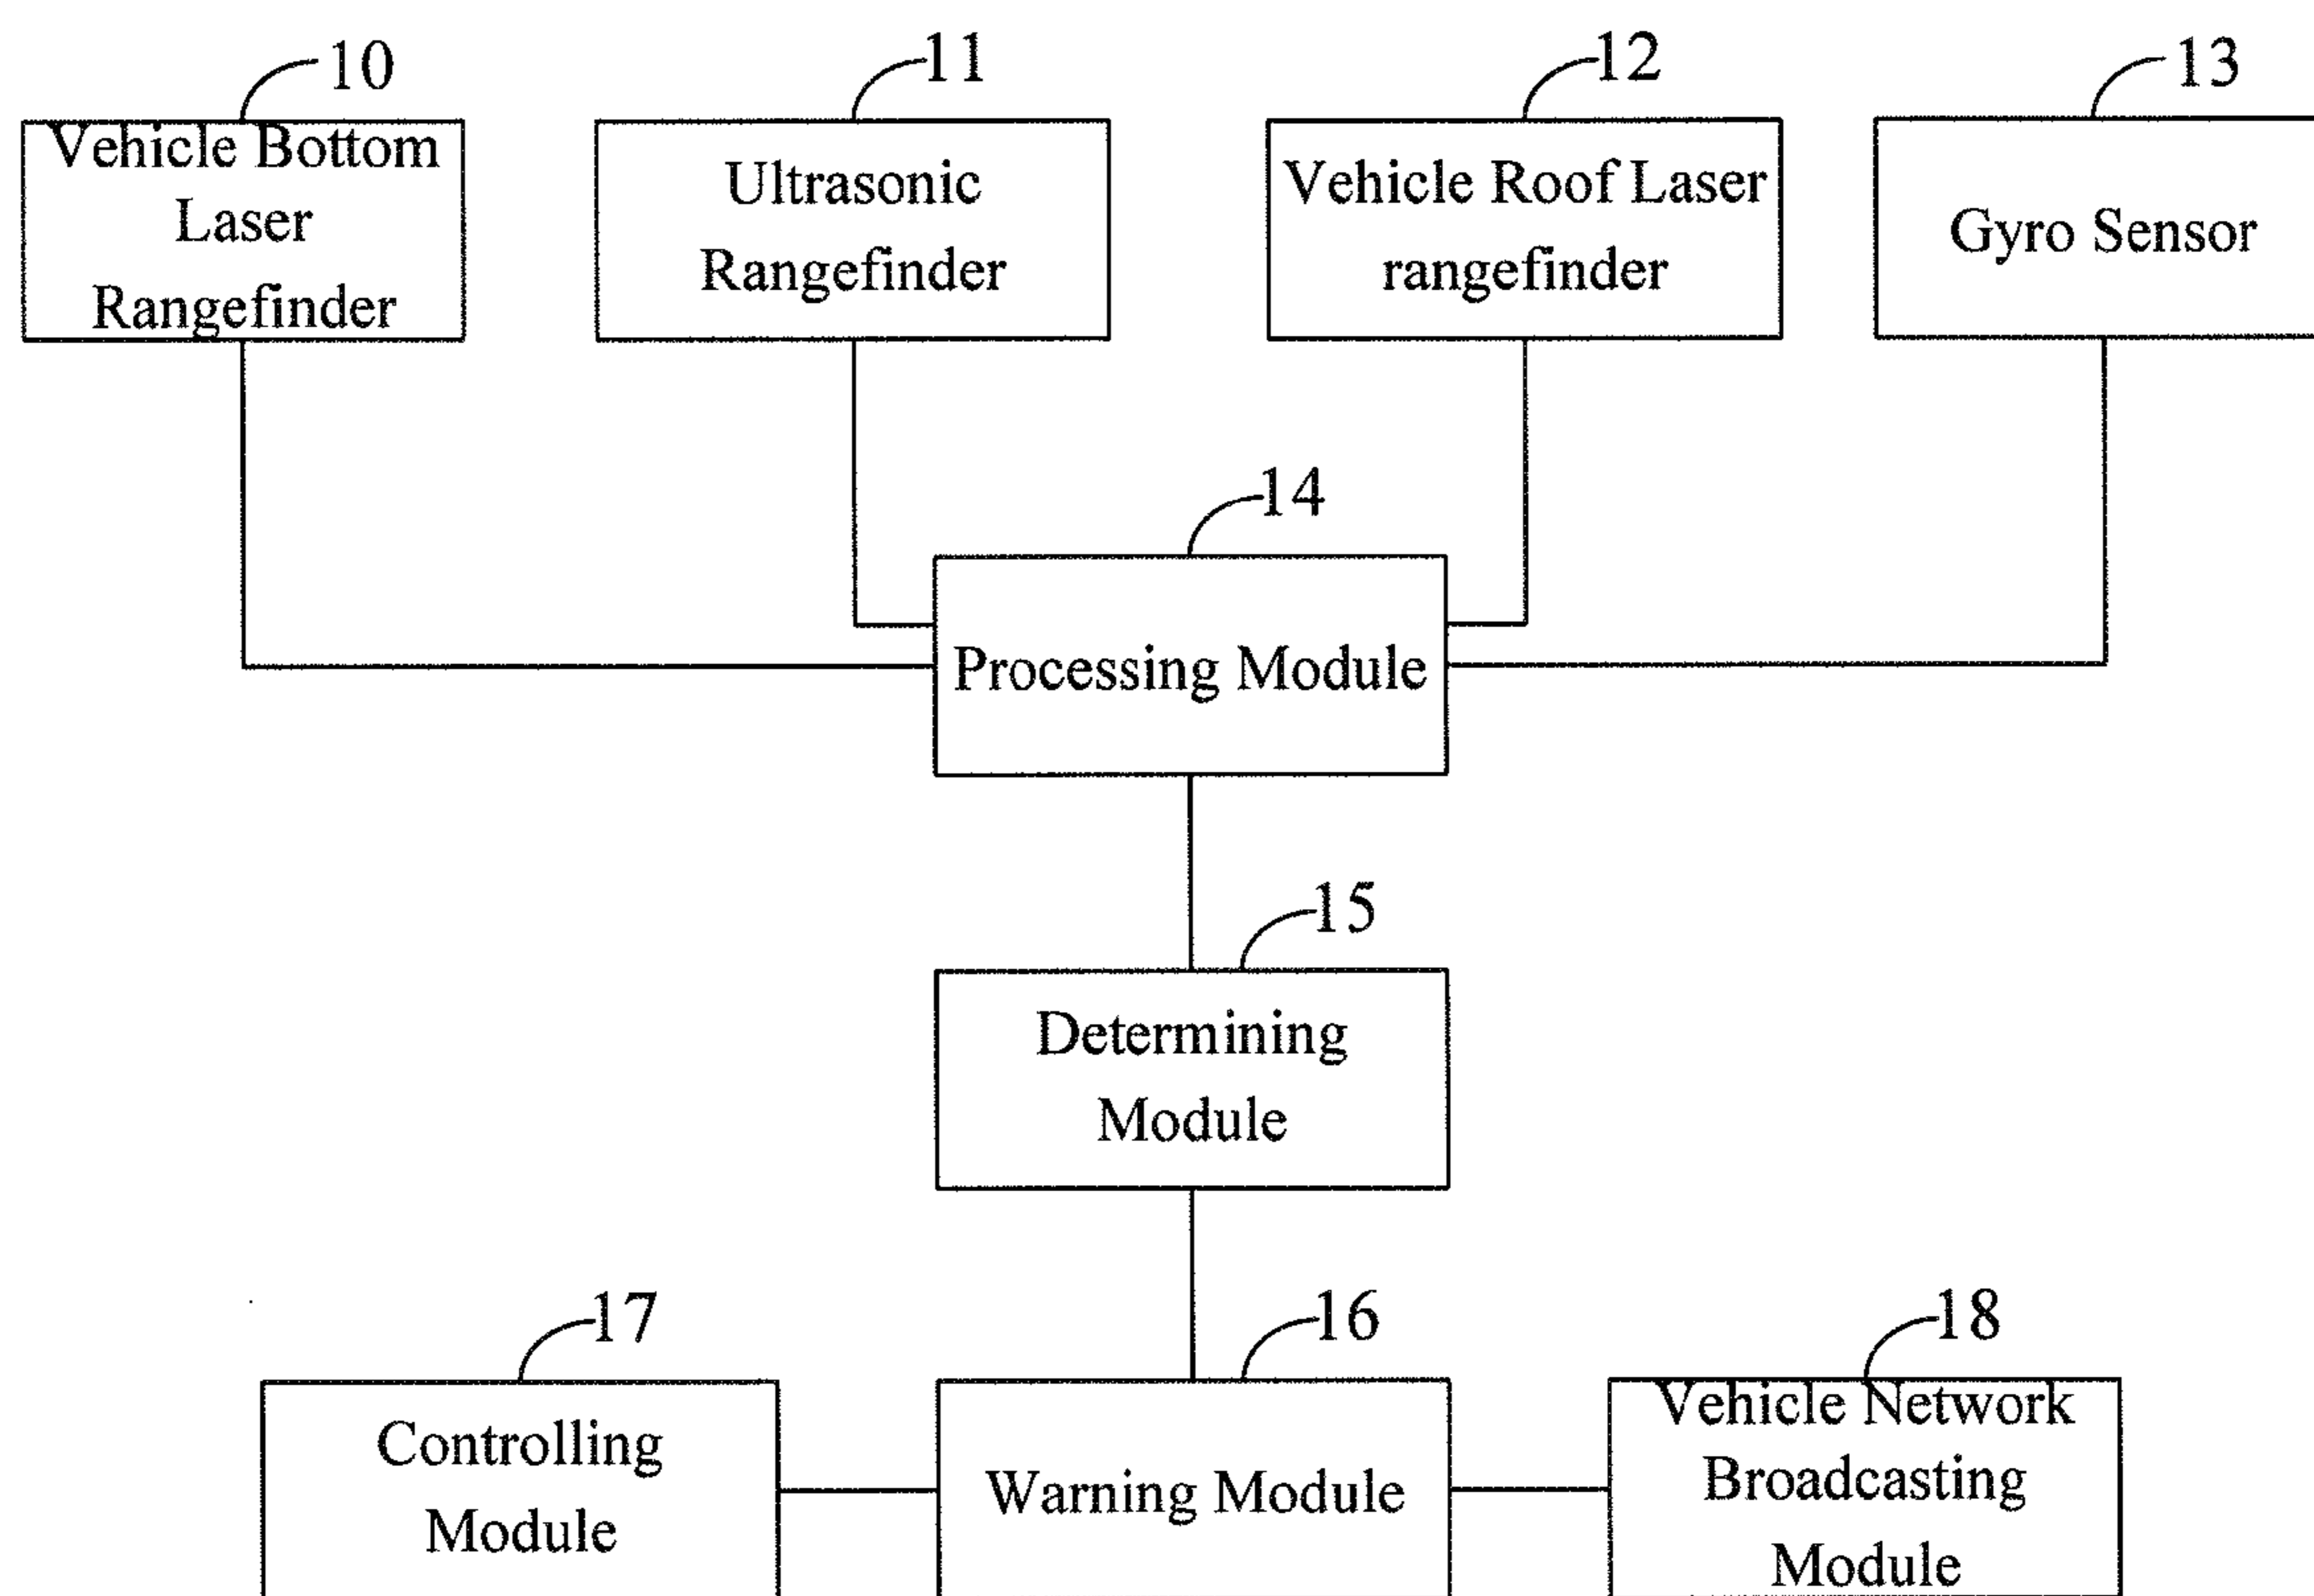 10
11
12
13
Vehicle Bottom
Laser
Rangefinder
Ultrasonic
Rangefinder
Vehicle Roof Laser
rangefinder
Gyro Sensor
14
Processing Module
15
Determining
Module
17
16
18
Controlling
Module
Warning Module
Vehicle Network
Broadcasting
Module